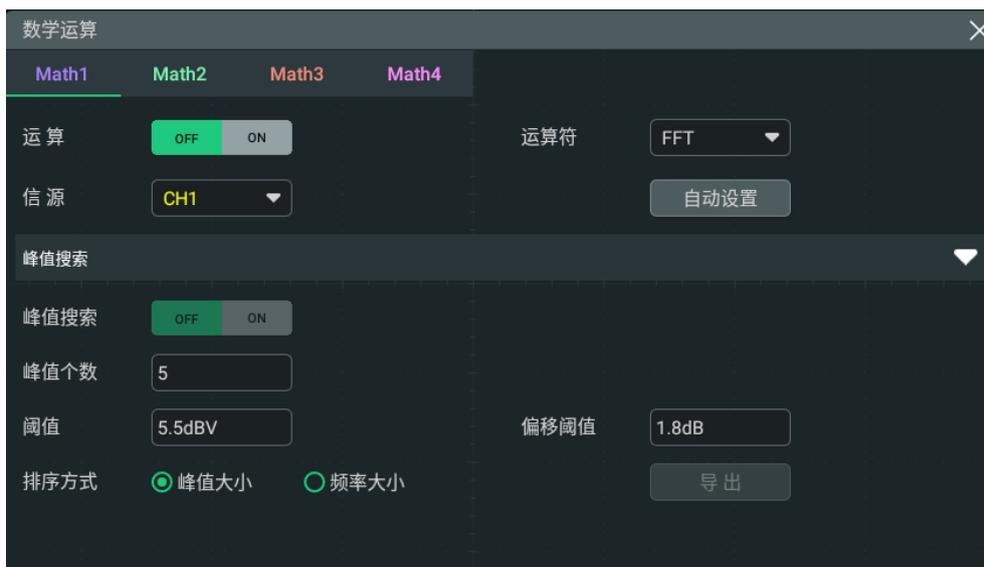 数学运算
Math1 Math2 Math3 Math4
运 算 OFF ON 运算符 FFT
信 源 CH1 自动设置
峰值搜索
峰值搜索 OFF ON
峰值个数 5
阈值 5.5dBV 偏移阈值 1.8dB
排序方式 峰值大小 频率大小 导 出